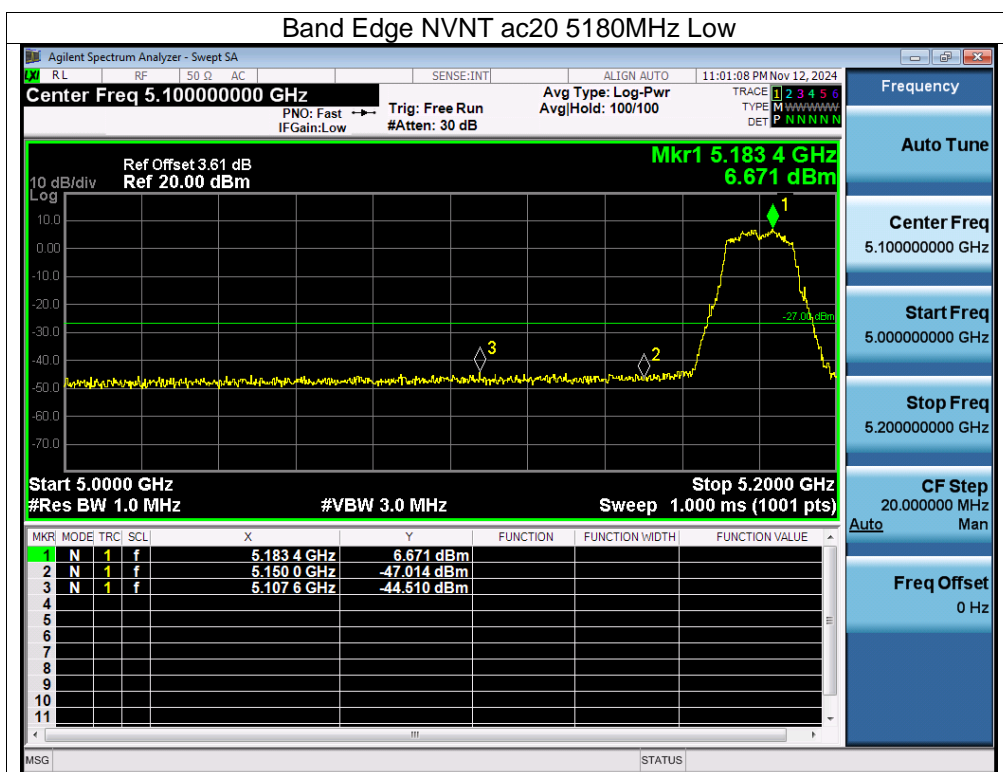 Band Edge NVNT ac20 5180MHz Low
Agilent Spectrum Analyzer - Swept SA
LXI RL RF 50 Ω AC SENSE:INT ALIGN AUTO 11:01:08 PM Nov 12, 2024
Center Freq 5.100000000 GHz
PNO: Fast
IFGain:Low
Trig: Free Run
#Atten: 30 dB
Avg Type: Log-Pwr
Avg|Hold: 100/100
TRACE 1 2 3 4 5 6
TYPE M WWWWW
DET P N N N N N
Ref Offset 3.61 dB
10 dB/div Ref 20.00 dBm
Log
Mkr1 5.183 4 GHz
6.671 dBm
10.0
0.00
-10.0
-20.0
-30.0
-40.0
-50.0
-60.0
-70.0
1
-27.00 dBm
3
2
Start 5.0000 GHz Stop 5.2000 GHz
#Res BW 1.0 MHz #VBW 3.0 MHz Sweep 1.000 ms (1001 pts)
MKR MODE TRC SCL X Y FUNCTION FUNCTION WIDTH FUNCTION VALUE
1 N 1 f 5.183 4 GHz 6.671 dBm
2 N 1 f 5.150 0 GHz -47.014 dBm
3 N 1 f 5.107 6 GHz -44.510 dBm
4
5
6
7
8
9
10
11
MSG STATUS
Frequency
Auto Tune
Center Freq
5.100000000 GHz
Start Freq
5.000000000 GHz
Stop Freq
5.200000000 GHz
CF Step
20.000000 MHz
Auto Man
Freq Offset
0 Hz